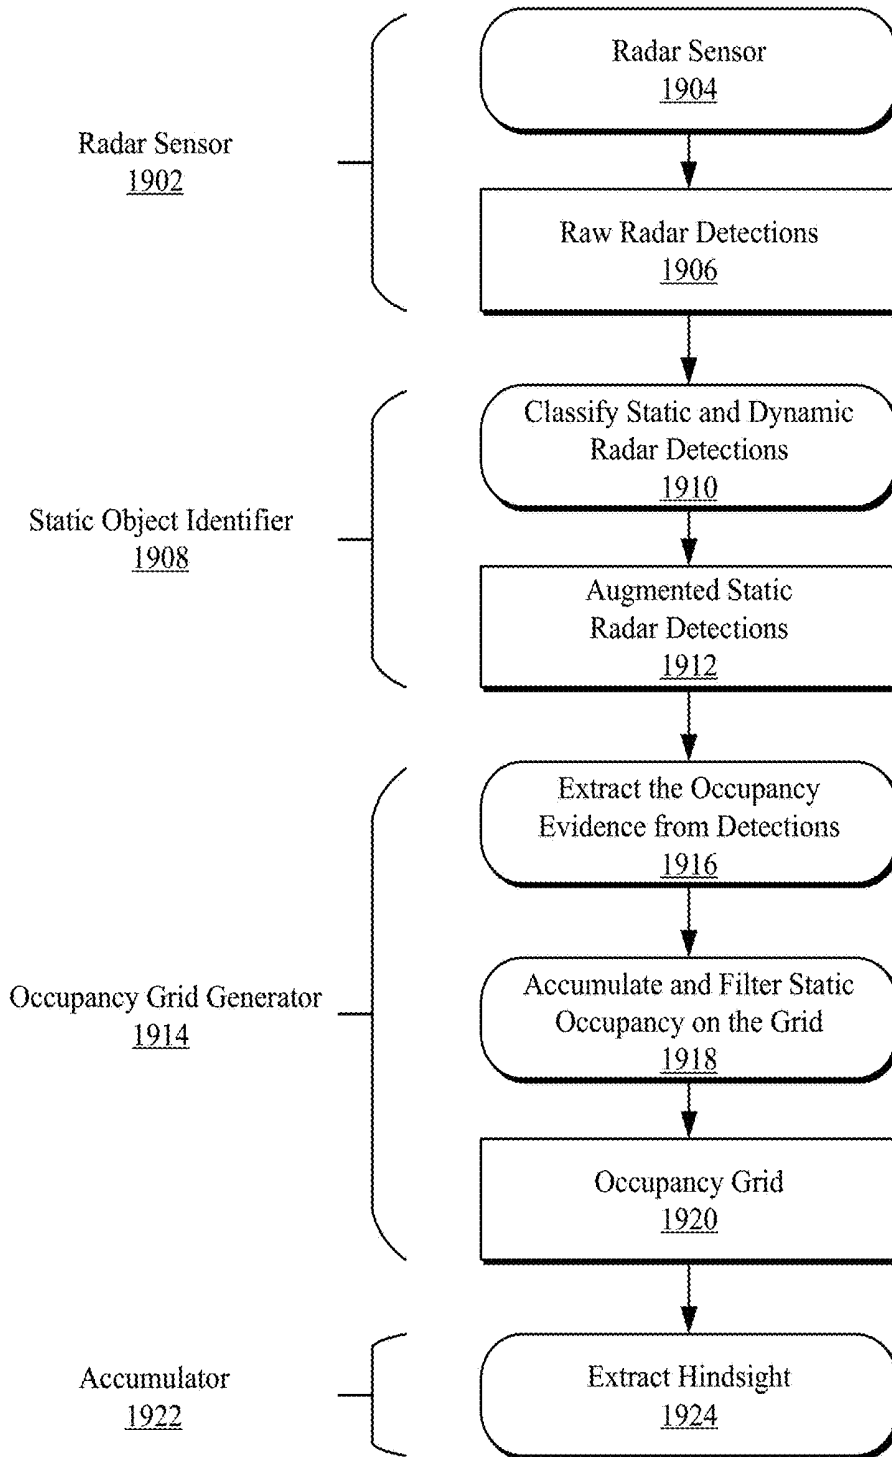 Radar Sensor
1902
Radar Sensor
1904
Raw Radar Detections
1906
Static Object Identifier
1908
Classify Static and Dynamic
Radar Detections
1910
Augmented Static
Radar Detections
1912
Occupancy Grid Generator
1914
Extract the Occupancy
Evidence from Detections
1916
Accumulate and Filter Static
Occupancy on the Grid
1918
Occupancy Grid
1920
Accumulator
1922
Extract Hindsight
1924